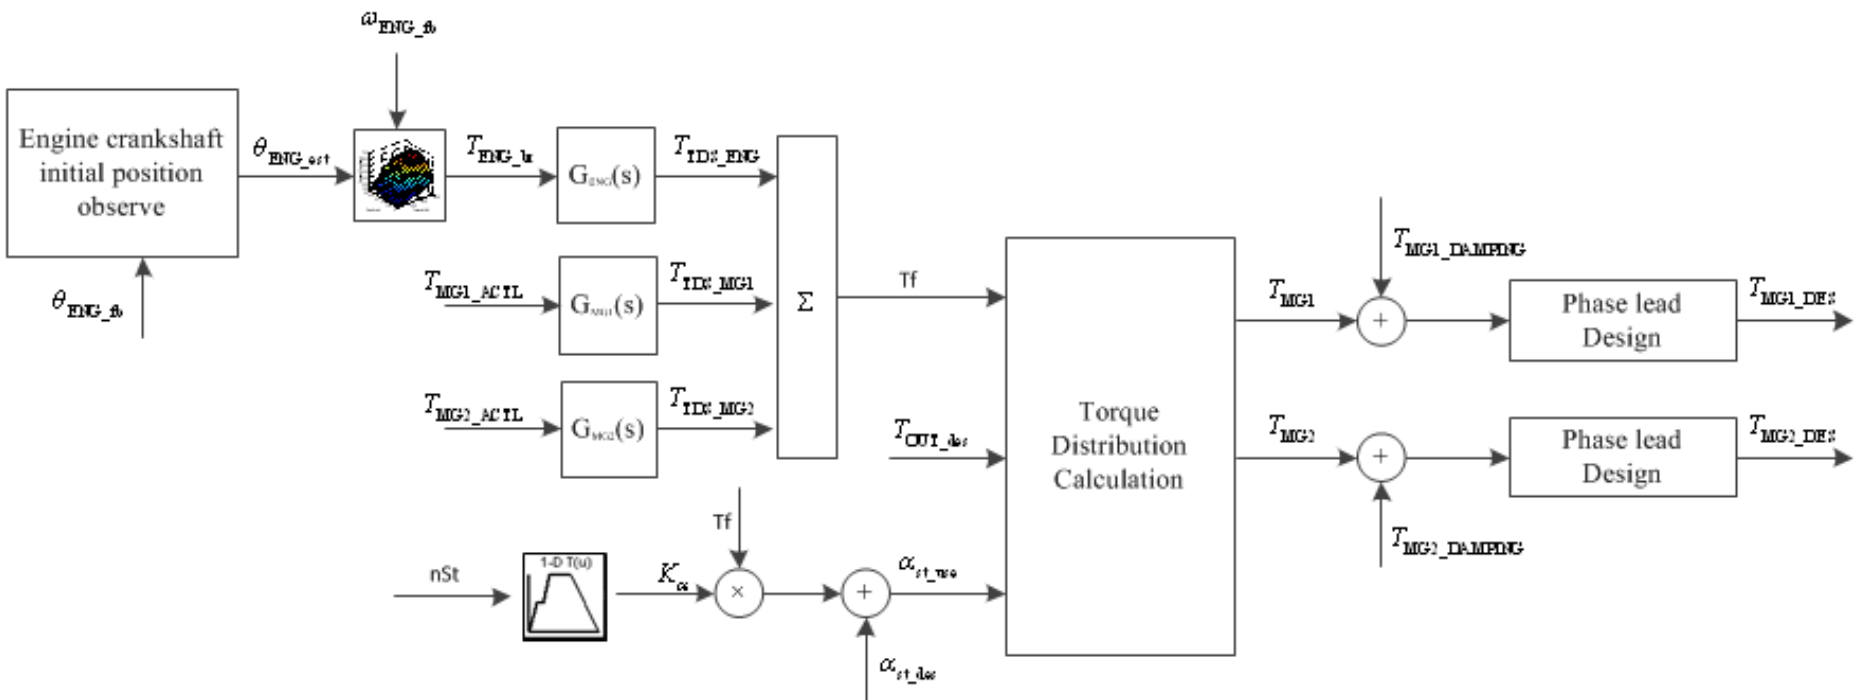 ω_ENG_fb
Engine crankshaft
initial position
observe
θ_ENG_est
T_ENG_br
G_ENG(s)
T_TDS_ENG
θ_ENG_fb
T_MG1_ACTL
G_MG1(s)
T_TDS_MG1
Σ
Tf
T_MG2_ACTL
G_MG2(s)
T_TDS_MG2
T_OUT_des
Torque
Distribution
Calculation
T_MG1
T_MG1_DAMPING
+
Phase lead
Design
T_MG1_DES
T_MG2
+
T_MG2_DAMPING
Phase lead
Design
T_MG2_DES
nSt
1-D T(u)
K_α
Tf
×
+
α_st_use
α_st_des